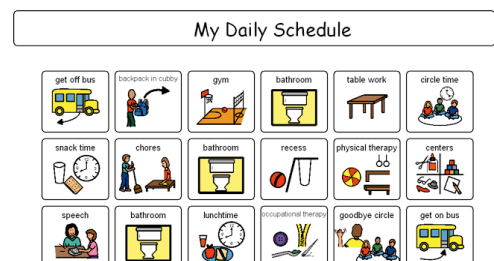 My Daily Schedule
get off bus
backpack in cubby
gym
bathroom
table work
circle time
snack time
chores
bathroom
recess
physical therapy
centers
speech
bathroom
lunchtime
occupational therapy
goodbye circle
get on bus